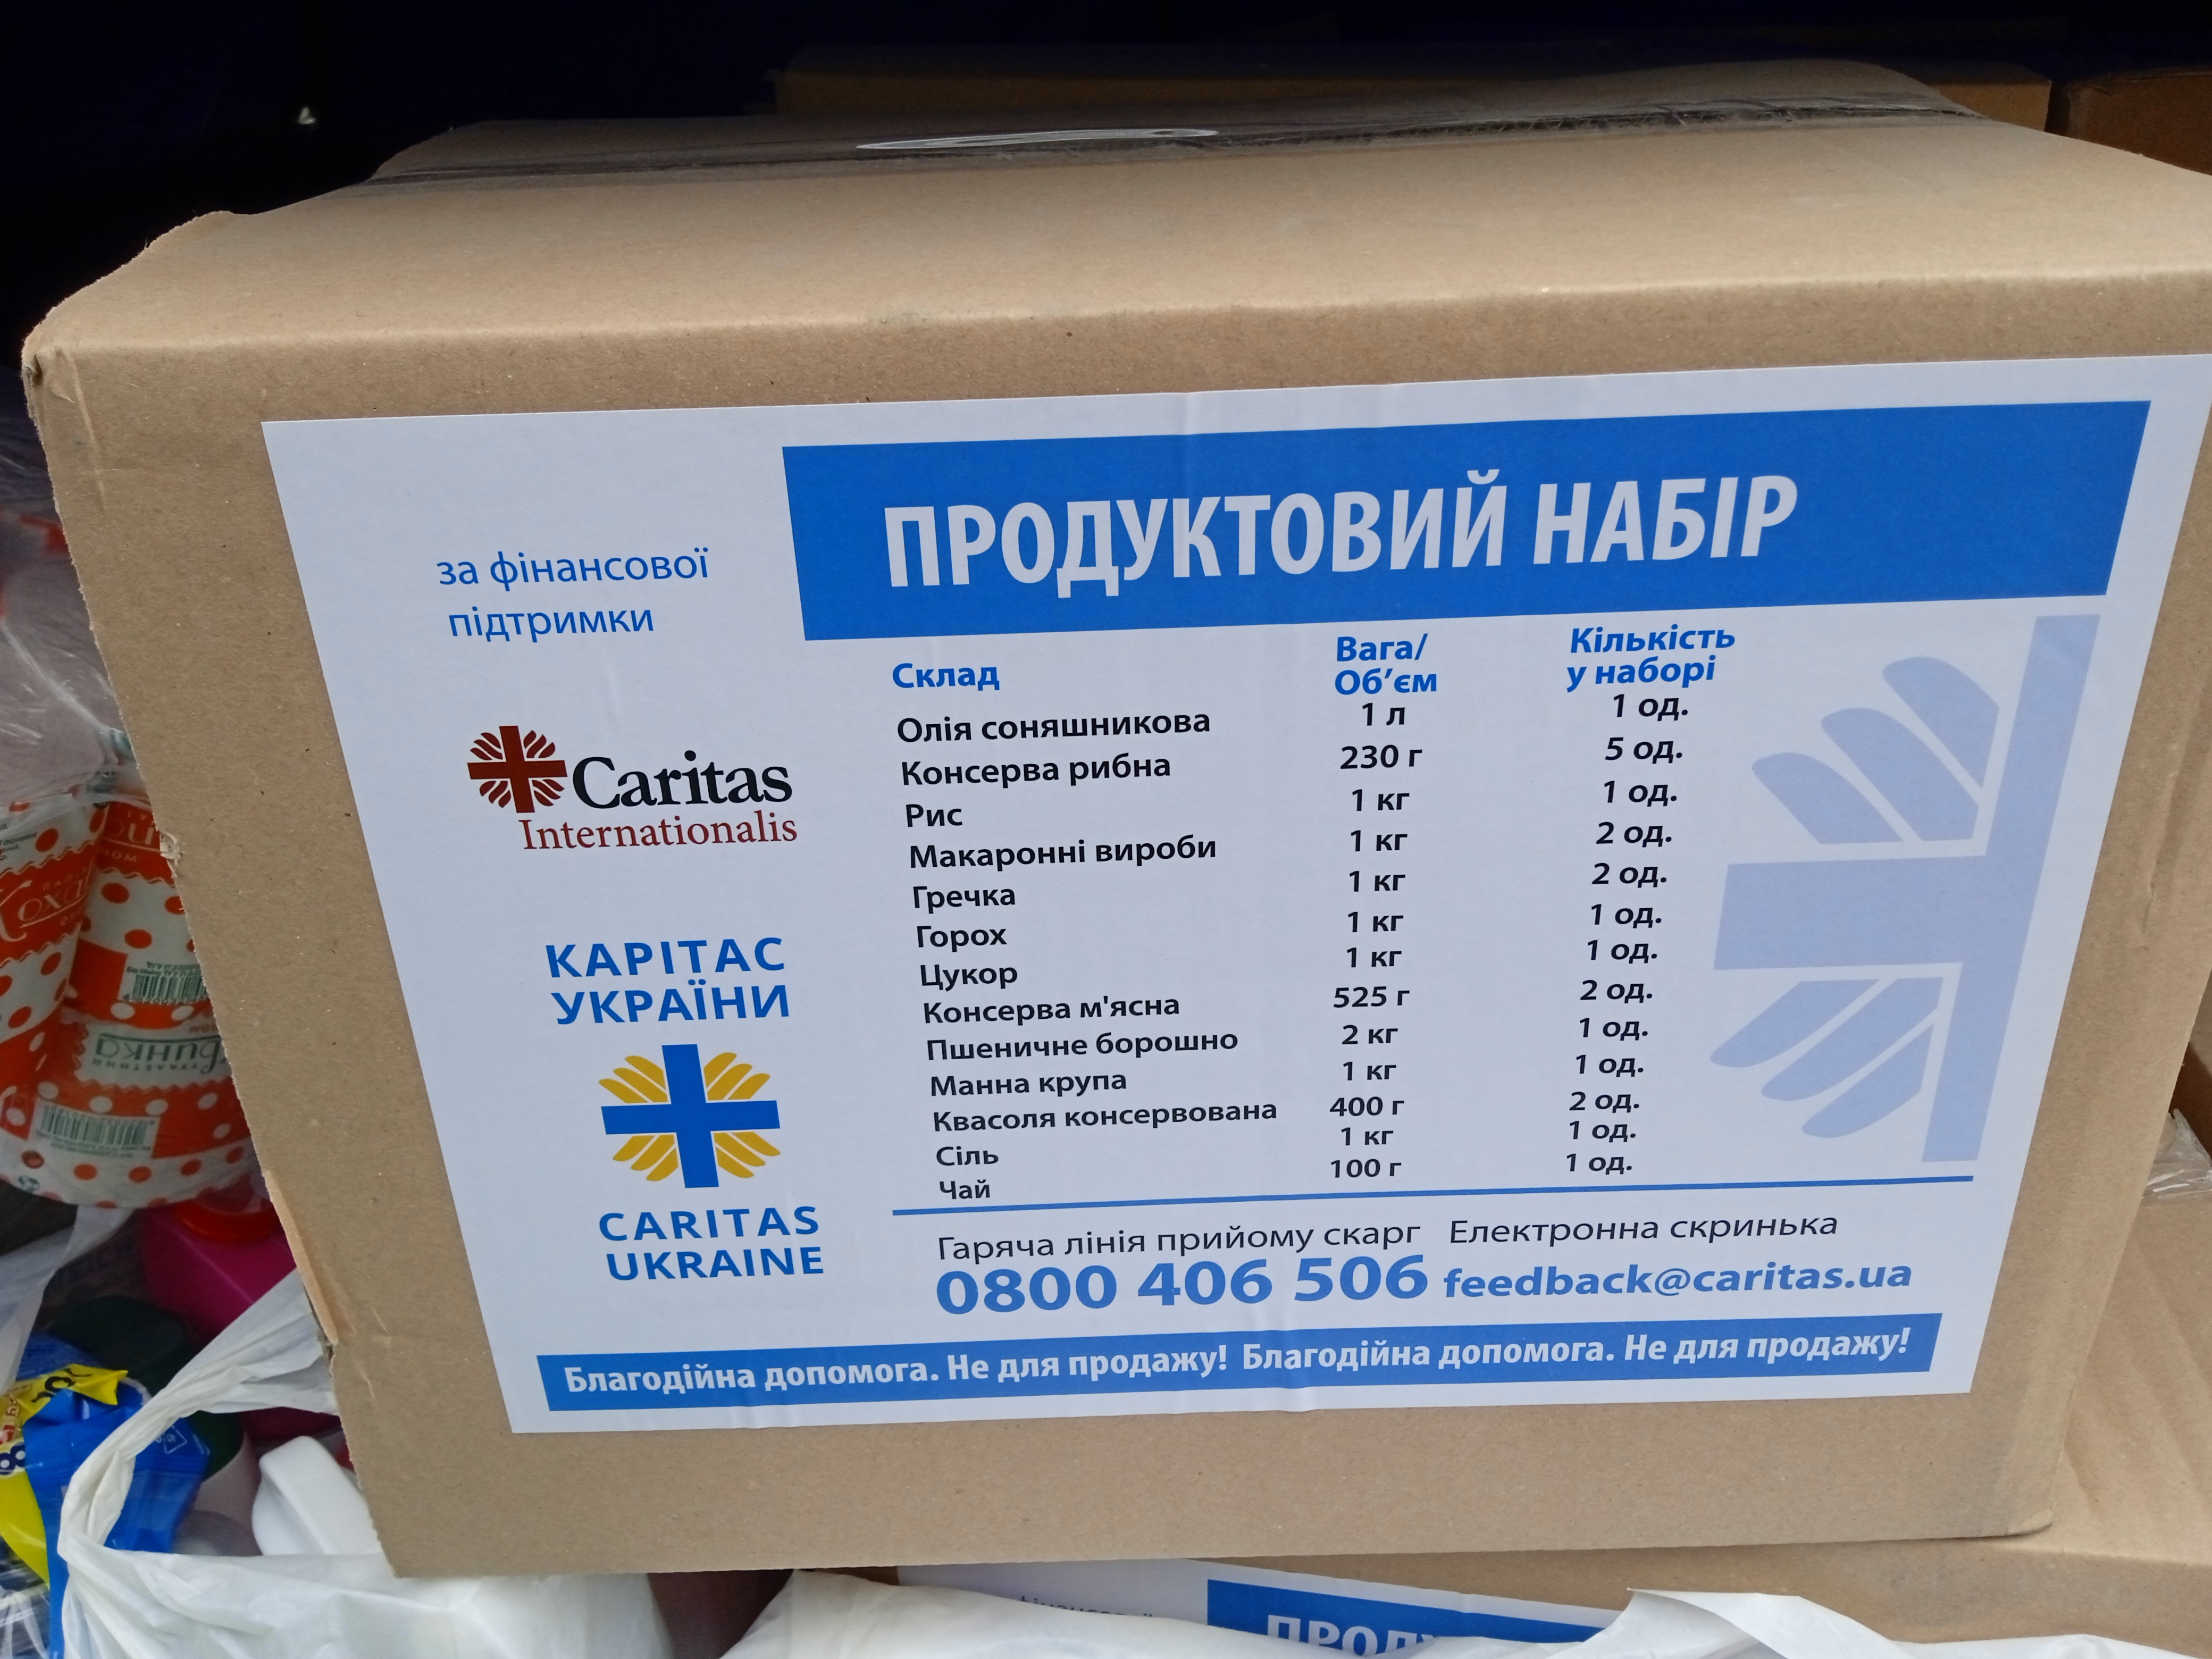 ПРОДУКТОВИЙ НАБІР
за фінансової
підтримки
Caritas
Internationalis
КАРІТАС
УКРАЇНИ
CARITAS
UKRAINE
Склад Вага/Об’єм Кількість у наборі
Олія соняшникова 1 л 1 од.
Консерва рибна 230 г 5 од.
Рис 1 кг 1 од.
Макаронні вироби 1 кг 2 од.
Гречка 1 кг 2 од.
Горох 1 кг 1 од.
Цукор 1 кг 1 од.
Консерва м'ясна 525 г 2 од.
Пшеничне борошно 2 кг 1 од.
Манна крупа 1 кг 1 од.
Квасоля консервована 400 г 2 од.
Сіль 1 кг 1 од.
Чай 100 г 1 од.
Гаряча лінія прийому скарг Електронна скринька
0800 406 506 feedback@caritas.ua
Благодійна допомога. Не для продажу! Благодійна допомога. Не для продажу!